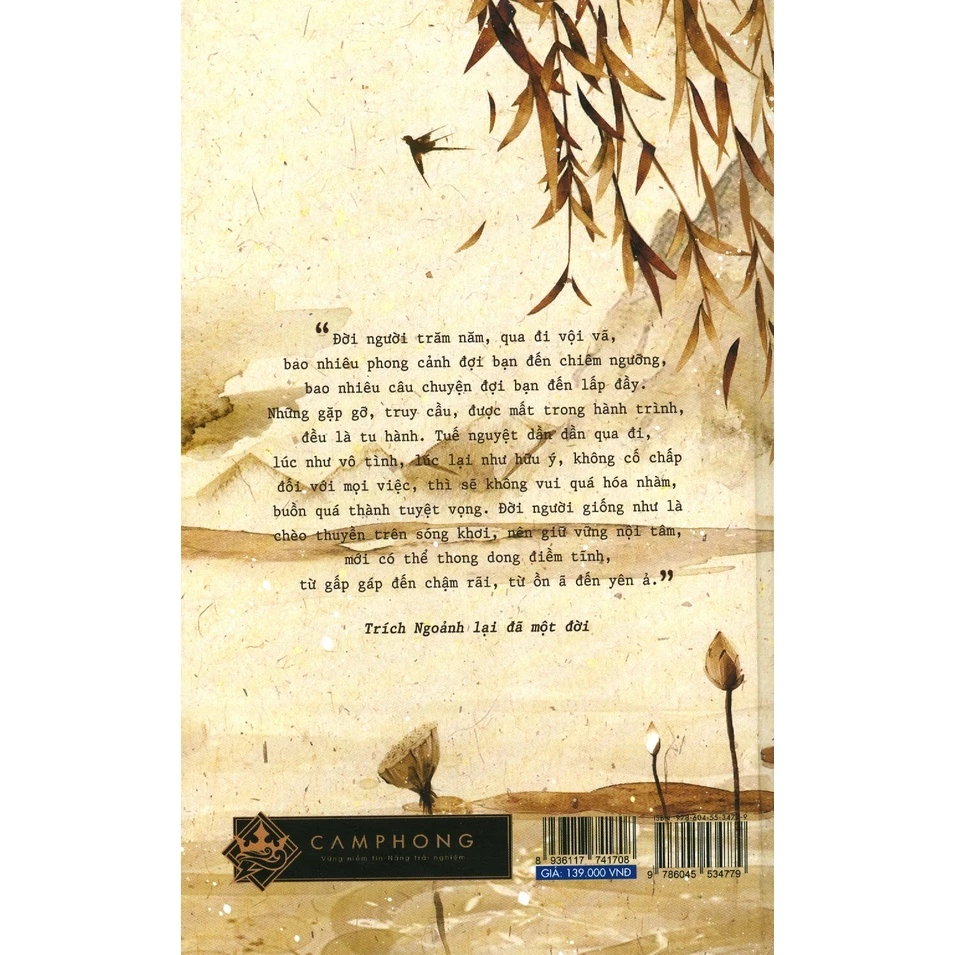 “Đời người trăm năm, qua đi vội vã,
bao nhiêu phong cảnh đợi bạn đến chiêm ngưỡng,
bao nhiêu câu chuyện đợi bạn đến lấp đầy.
Những gặp gỡ, truy cầu, được mất trong hành trình,
đều là tu hành. Tuế nguyệt dần dần qua đi,
lúc như vô tình, lúc lại như hữu ý, không cố chấp
đối với mọi việc, thì sẽ không vui quá hóa nhàm,
buồn quá thành tuyệt vọng. Đời người giống như là
chèo thuyền trên sóng khơi, nên giữ vững nội tâm,
mới có thể thong dong điềm tĩnh,
từ gấp gáp đến chậm rãi, từ ồn ã đến yên ả.”
Trích Ngoảnh lại đã một đời
CAMPHONG
Vững niềm tin-Nâng trải nghiệm
8 936117 741708
GIÁ: 139.000 VNĐ
9 786045 534779